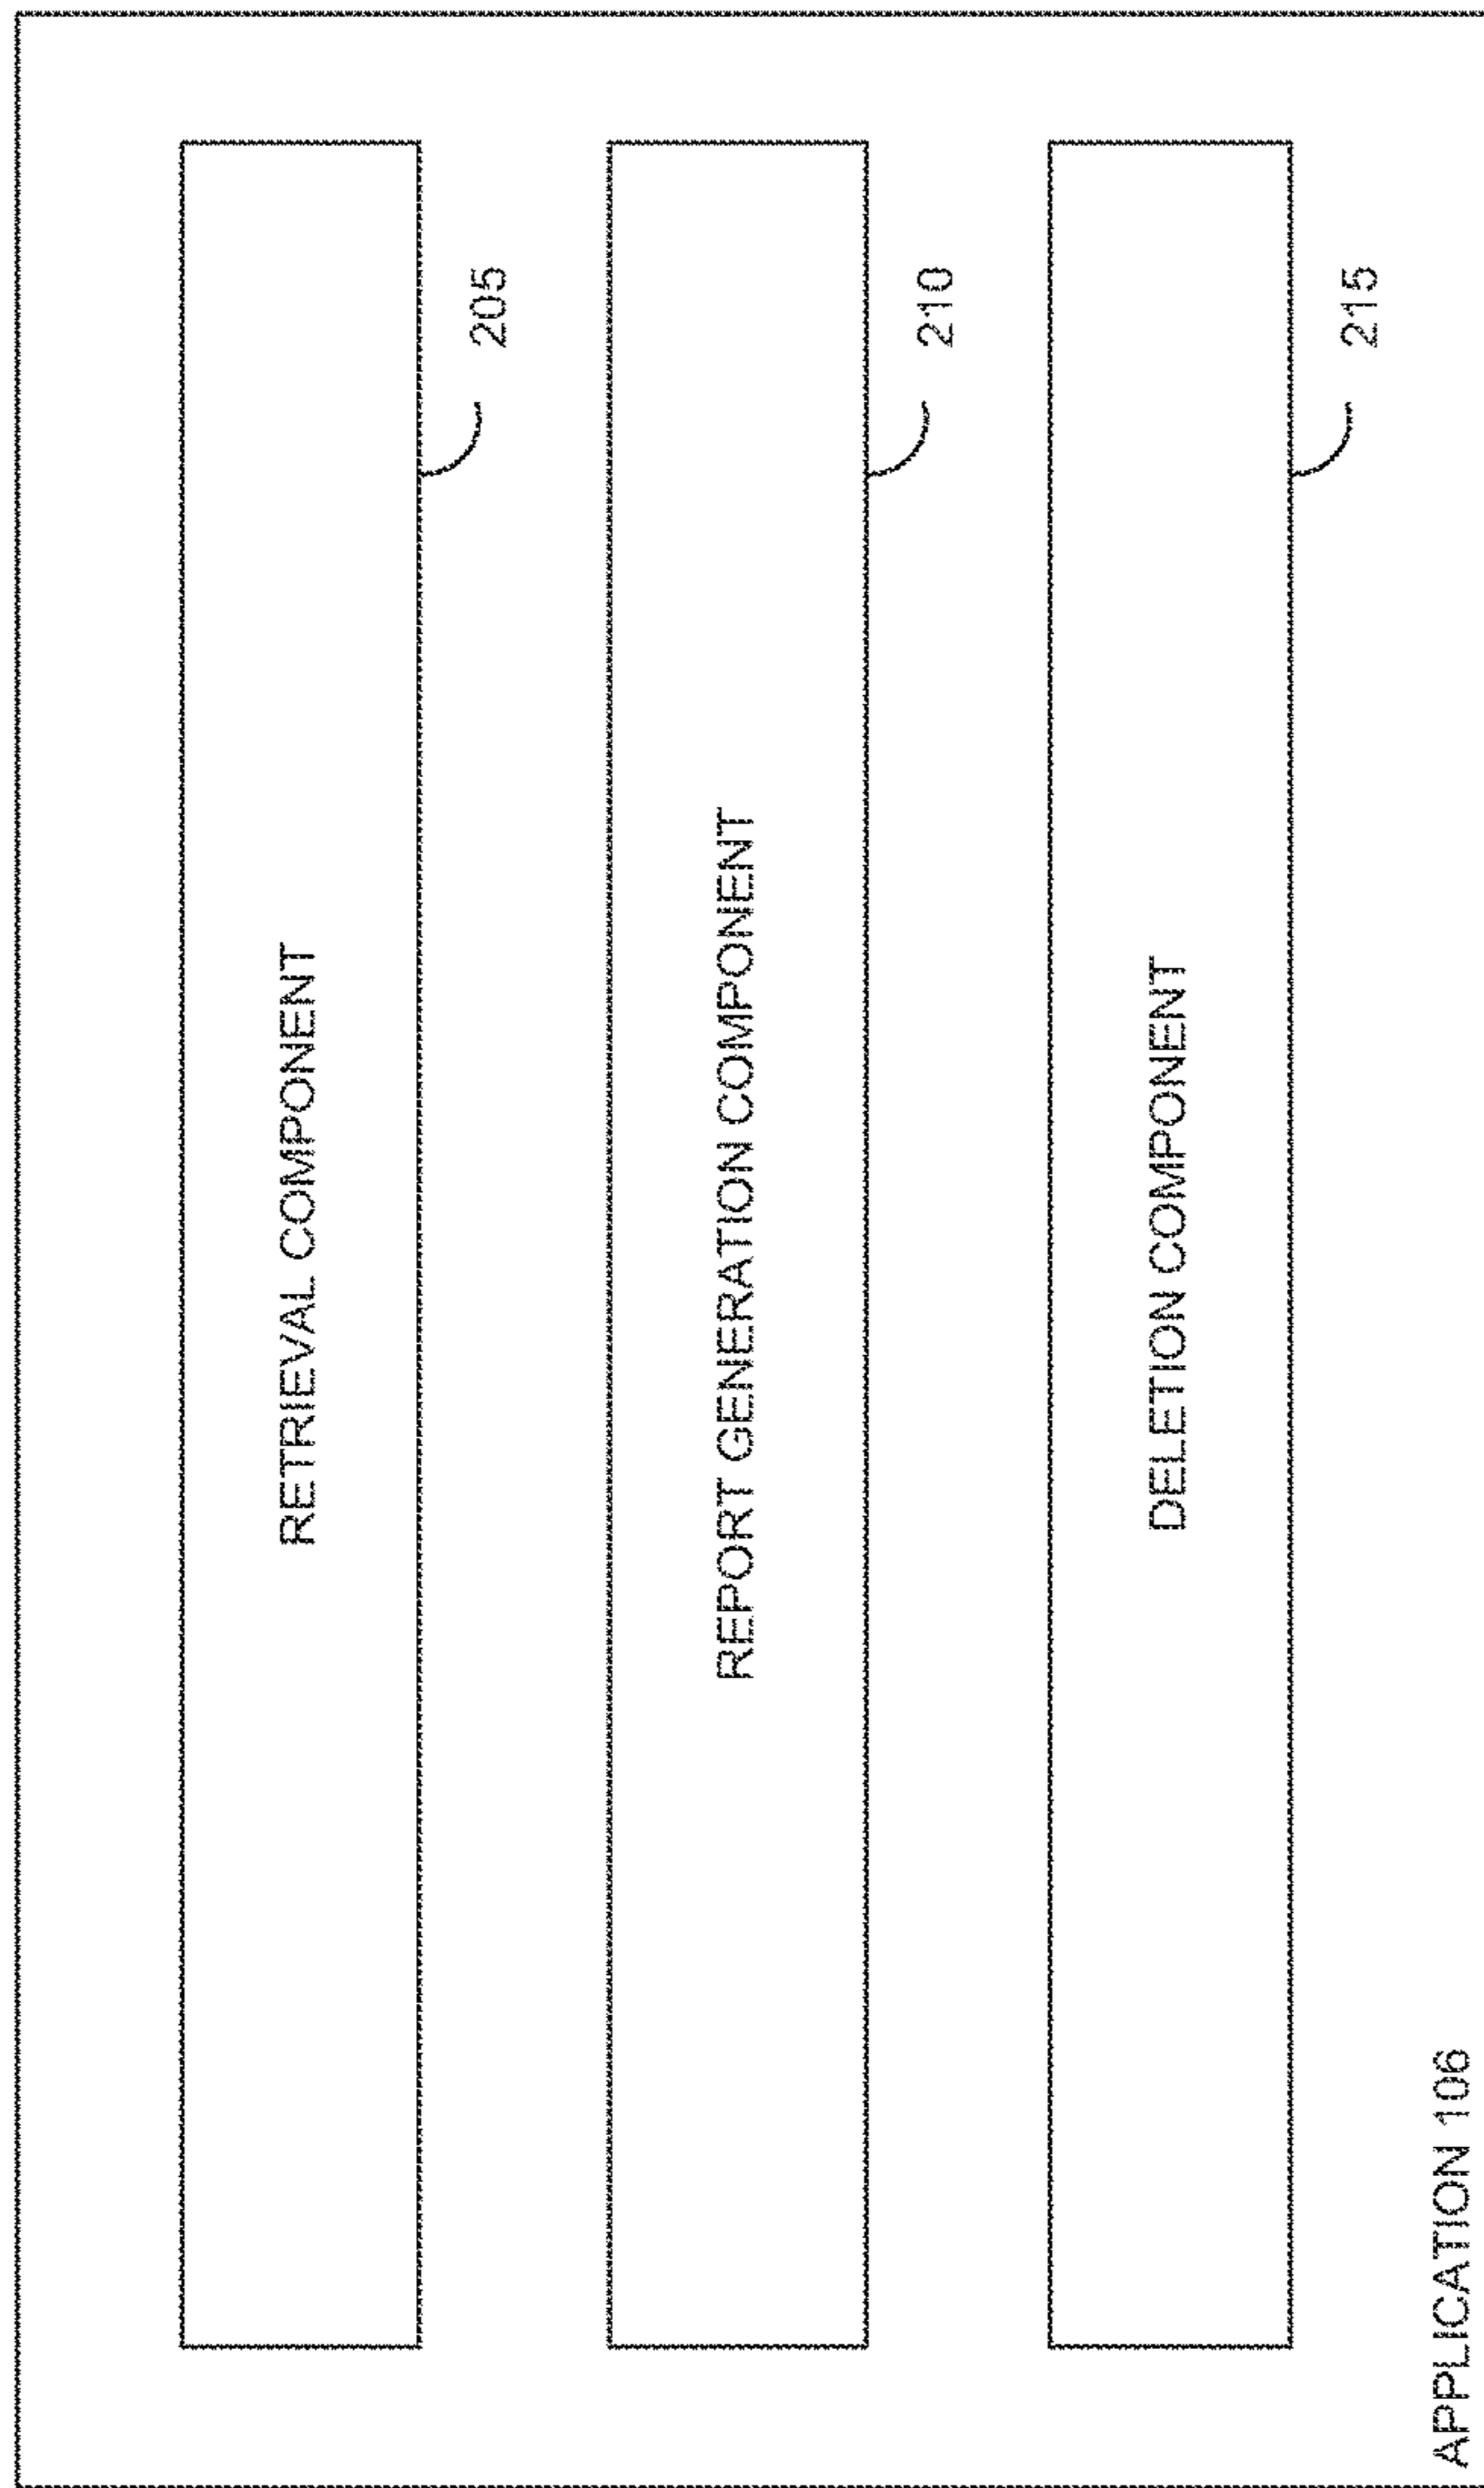 RETRIEVAL COMPONENT
205
REPORT GENERATION COMPONENT
210
DELETION COMPONENT
215
APPLICATION 106